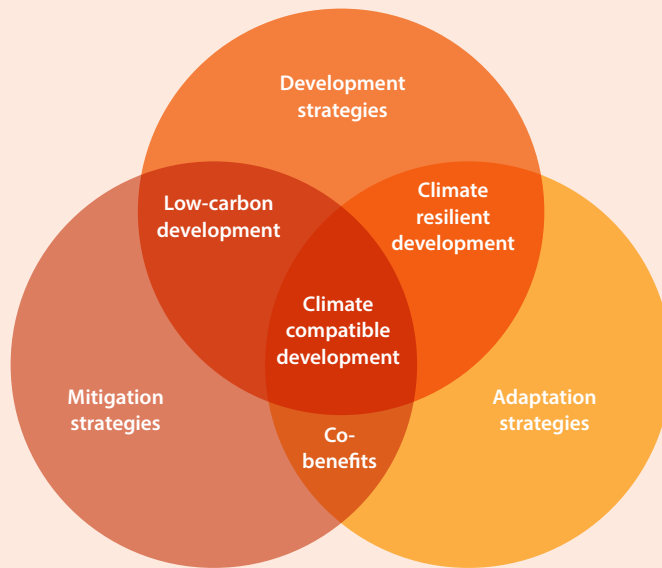 Development
strategies
Low-carbon
development
Climate
resilient
development
Climate
compatible
development
Mitigation
strategies
Adaptation
strategies
Co-
benefits